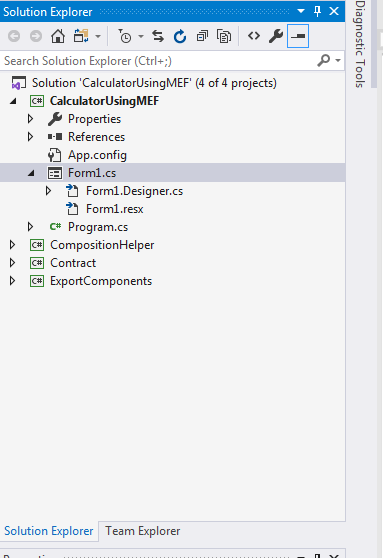 Solution Explorer
Search Solution Explorer (Ctrl+;)
Solution 'CalculatorUsingMEF' (4 of 4 projects)
C# CalculatorUsingMEF
Properties
References
App.config
Form1.cs
Form1.Designer.cs
Form1.resx
C# Program.cs
C# CompositionHelper
C# Contract
C# ExportComponents
Solution Explorer Team Explorer
Diagnostic Tools